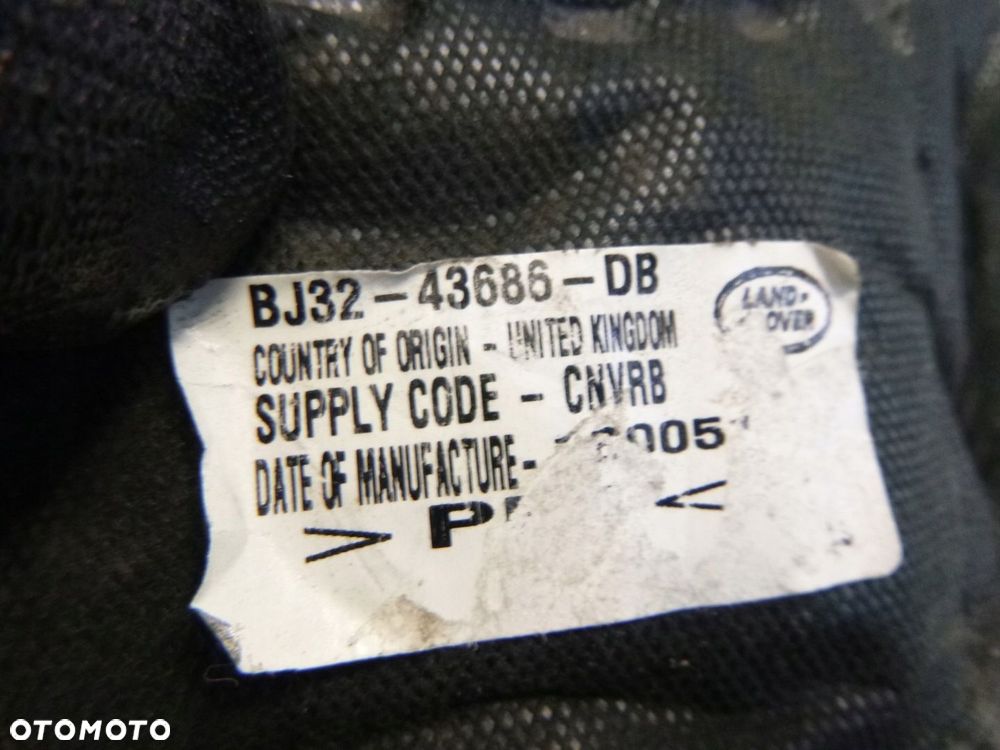 BJ32-43686-DB
LAND-
ROVER
COUNTRY OF ORIGIN - UNITED KINGDOM
SUPPLY CODE - CNVRB
DATE OF MANUFACTURE-
> <
OTOMOTO